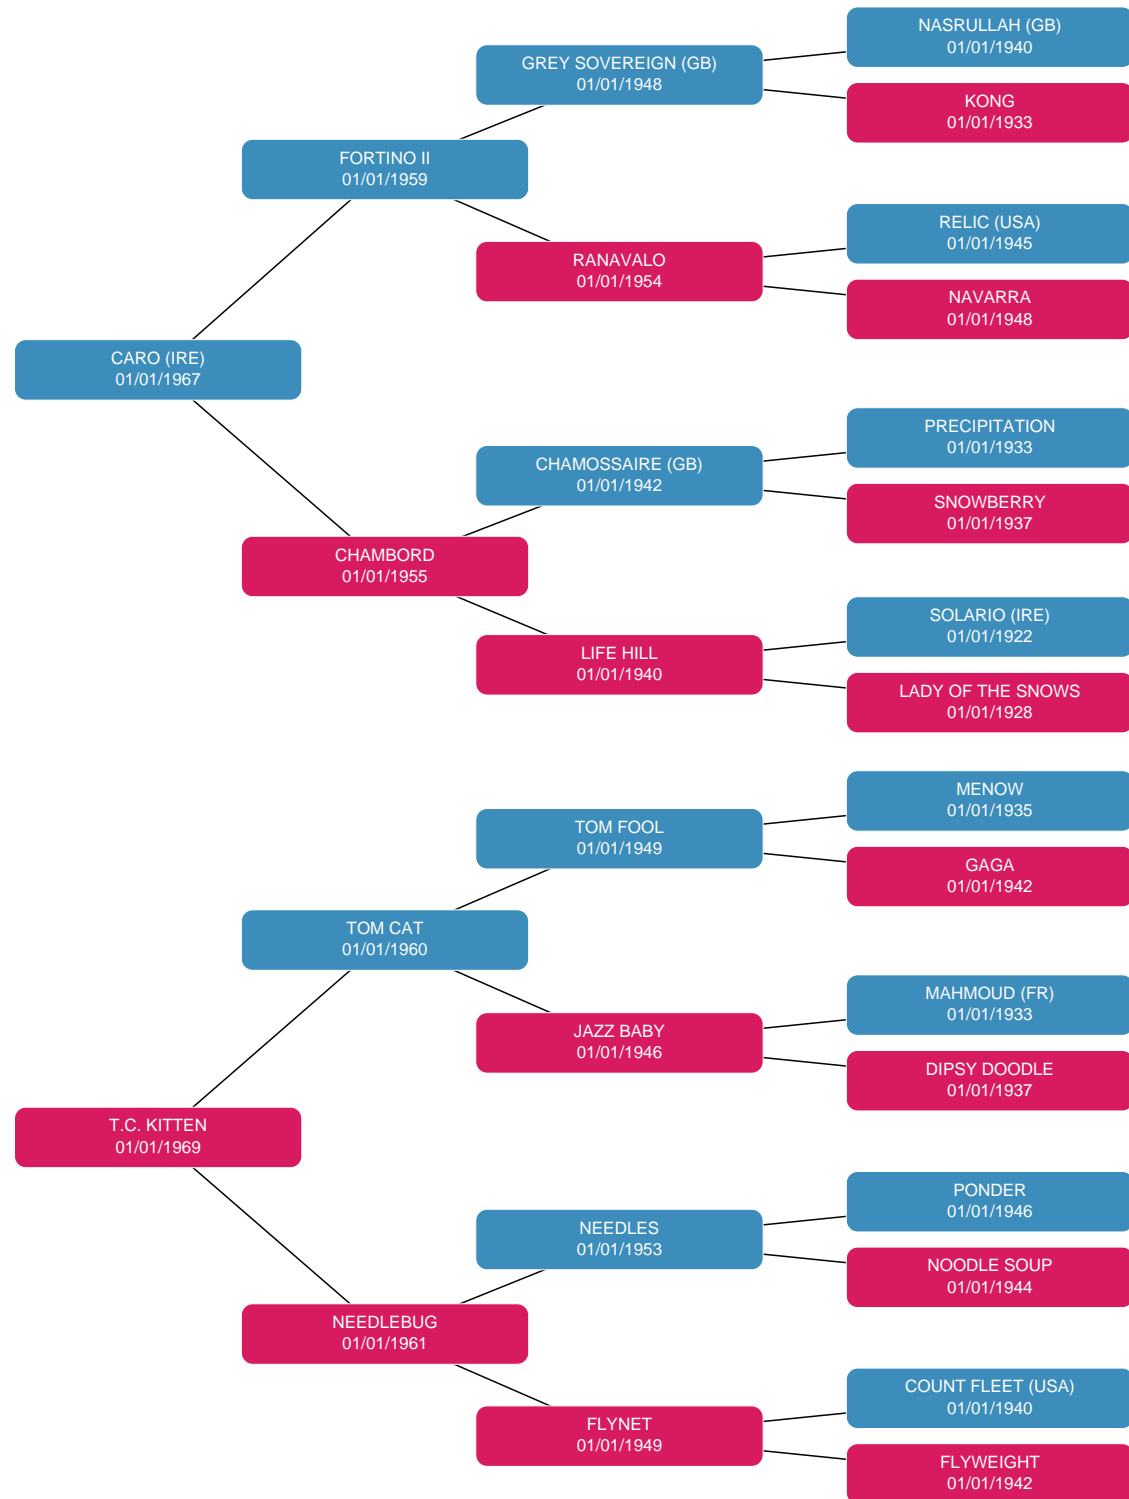 NASRULLAH (GB)
01/01/1940
GREY SOVEREIGN (GB)
01/01/1948
KONG
01/01/1933
FORTINO II
01/01/1959
RELIC (USA)
01/01/1945
RANAVALO
01/01/1954
NAVARRA
01/01/1948
CARO (IRE)
01/01/1967
PRECIPITATION
01/01/1933
CHAMOSSAIRE (GB)
01/01/1942
SNOWBERRY
01/01/1937
CHAMBORD
01/01/1955
SOLARIO (IRE)
01/01/1922
LIFE HILL
01/01/1940
LADY OF THE SNOWS
01/01/1928
MENOW
01/01/1935
TOM FOOL
01/01/1949
GAGA
01/01/1942
TOM CAT
01/01/1960
MAHMOUD (FR)
01/01/1933
JAZZ BABY
01/01/1946
DIPSY DOODLE
01/01/1937
T.C. KITTEN
01/01/1969
PONDER
01/01/1946
NEEDLES
01/01/1953
NOODLE SOUP
01/01/1944
NEEDLEBUG
01/01/1961
COUNT FLEET (USA)
01/01/1940
FLYNET
01/01/1949
FLYWEIGHT
01/01/1942